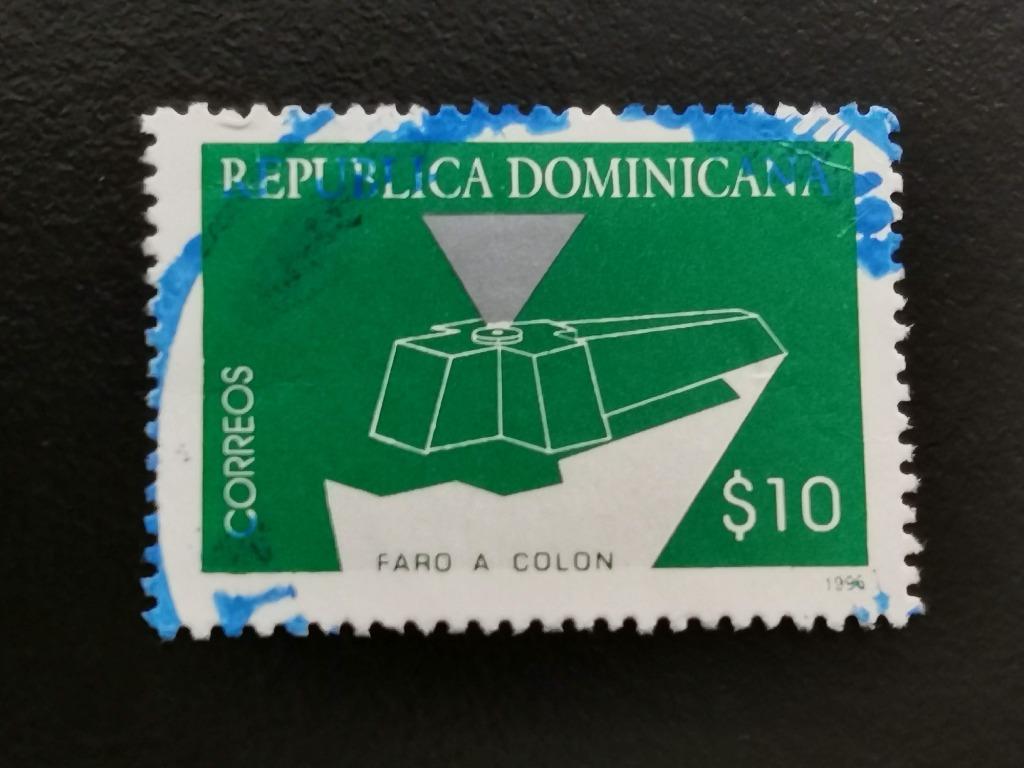 REPUBLICA DOMINICANA
CORREOS
$10
FARO A COLON
1996